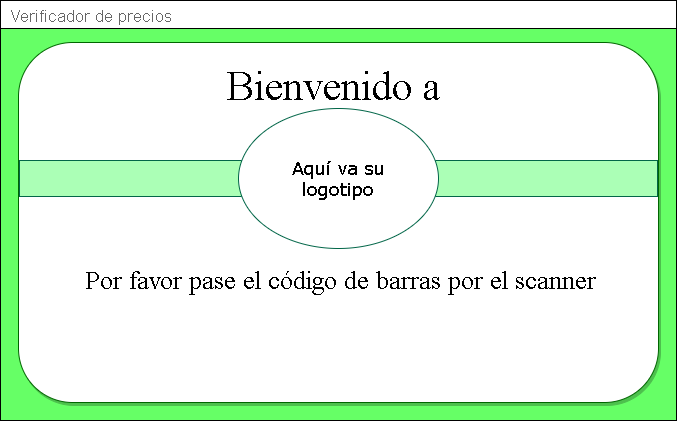 Verificador de precios
Bienvenido a
Aquí va su
logotipo
Por favor pase el código de barras por el scanner